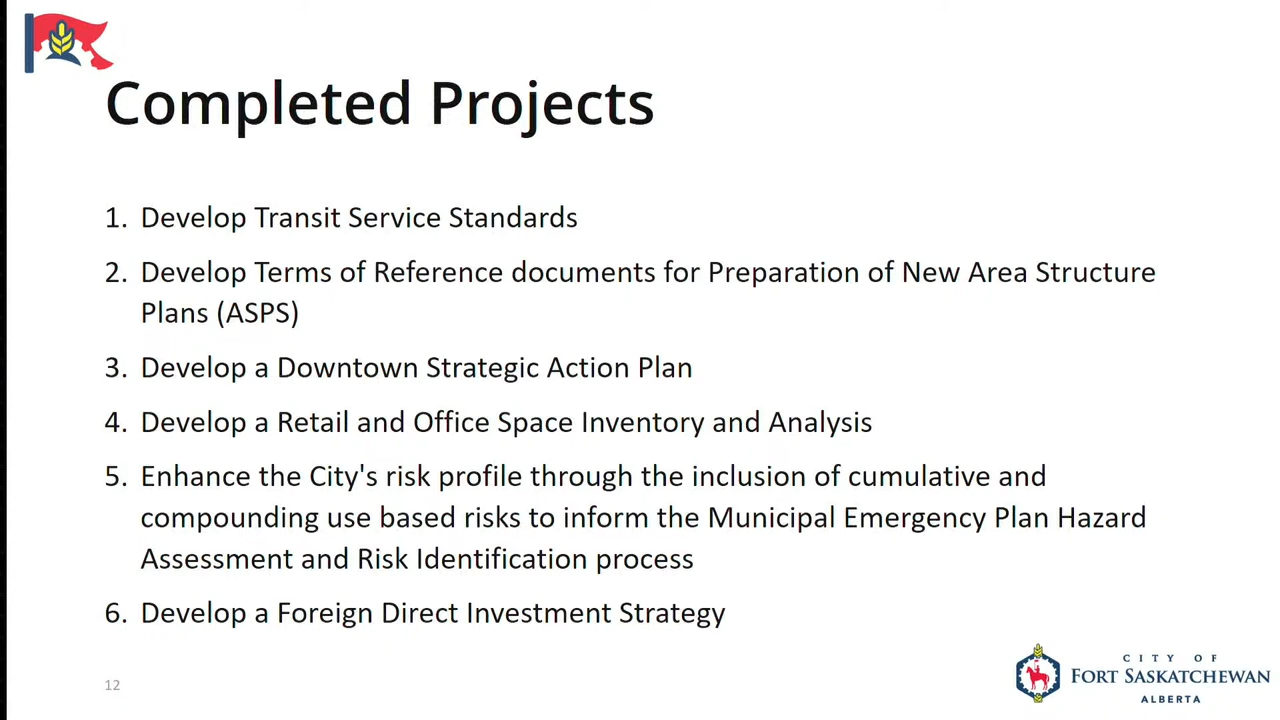 Completed Projects
1. Develop Transit Service Standards
2. Develop Terms of Reference documents for Preparation of New Area Structure
Plans (ASPS)
3. Develop a Downtown Strategic Action Plan
4. Develop a Retail and Office Space Inventory and Analysis
5. Enhance the City's risk profile through the inclusion of cumulative and
compounding use based risks to inform the Municipal Emergency Plan Hazard
Assessment and Risk Identification process
6. Develop a Foreign Direct Investment Strategy
12
CITY OF
FORT SASKATCHEWAN
ALBERTA